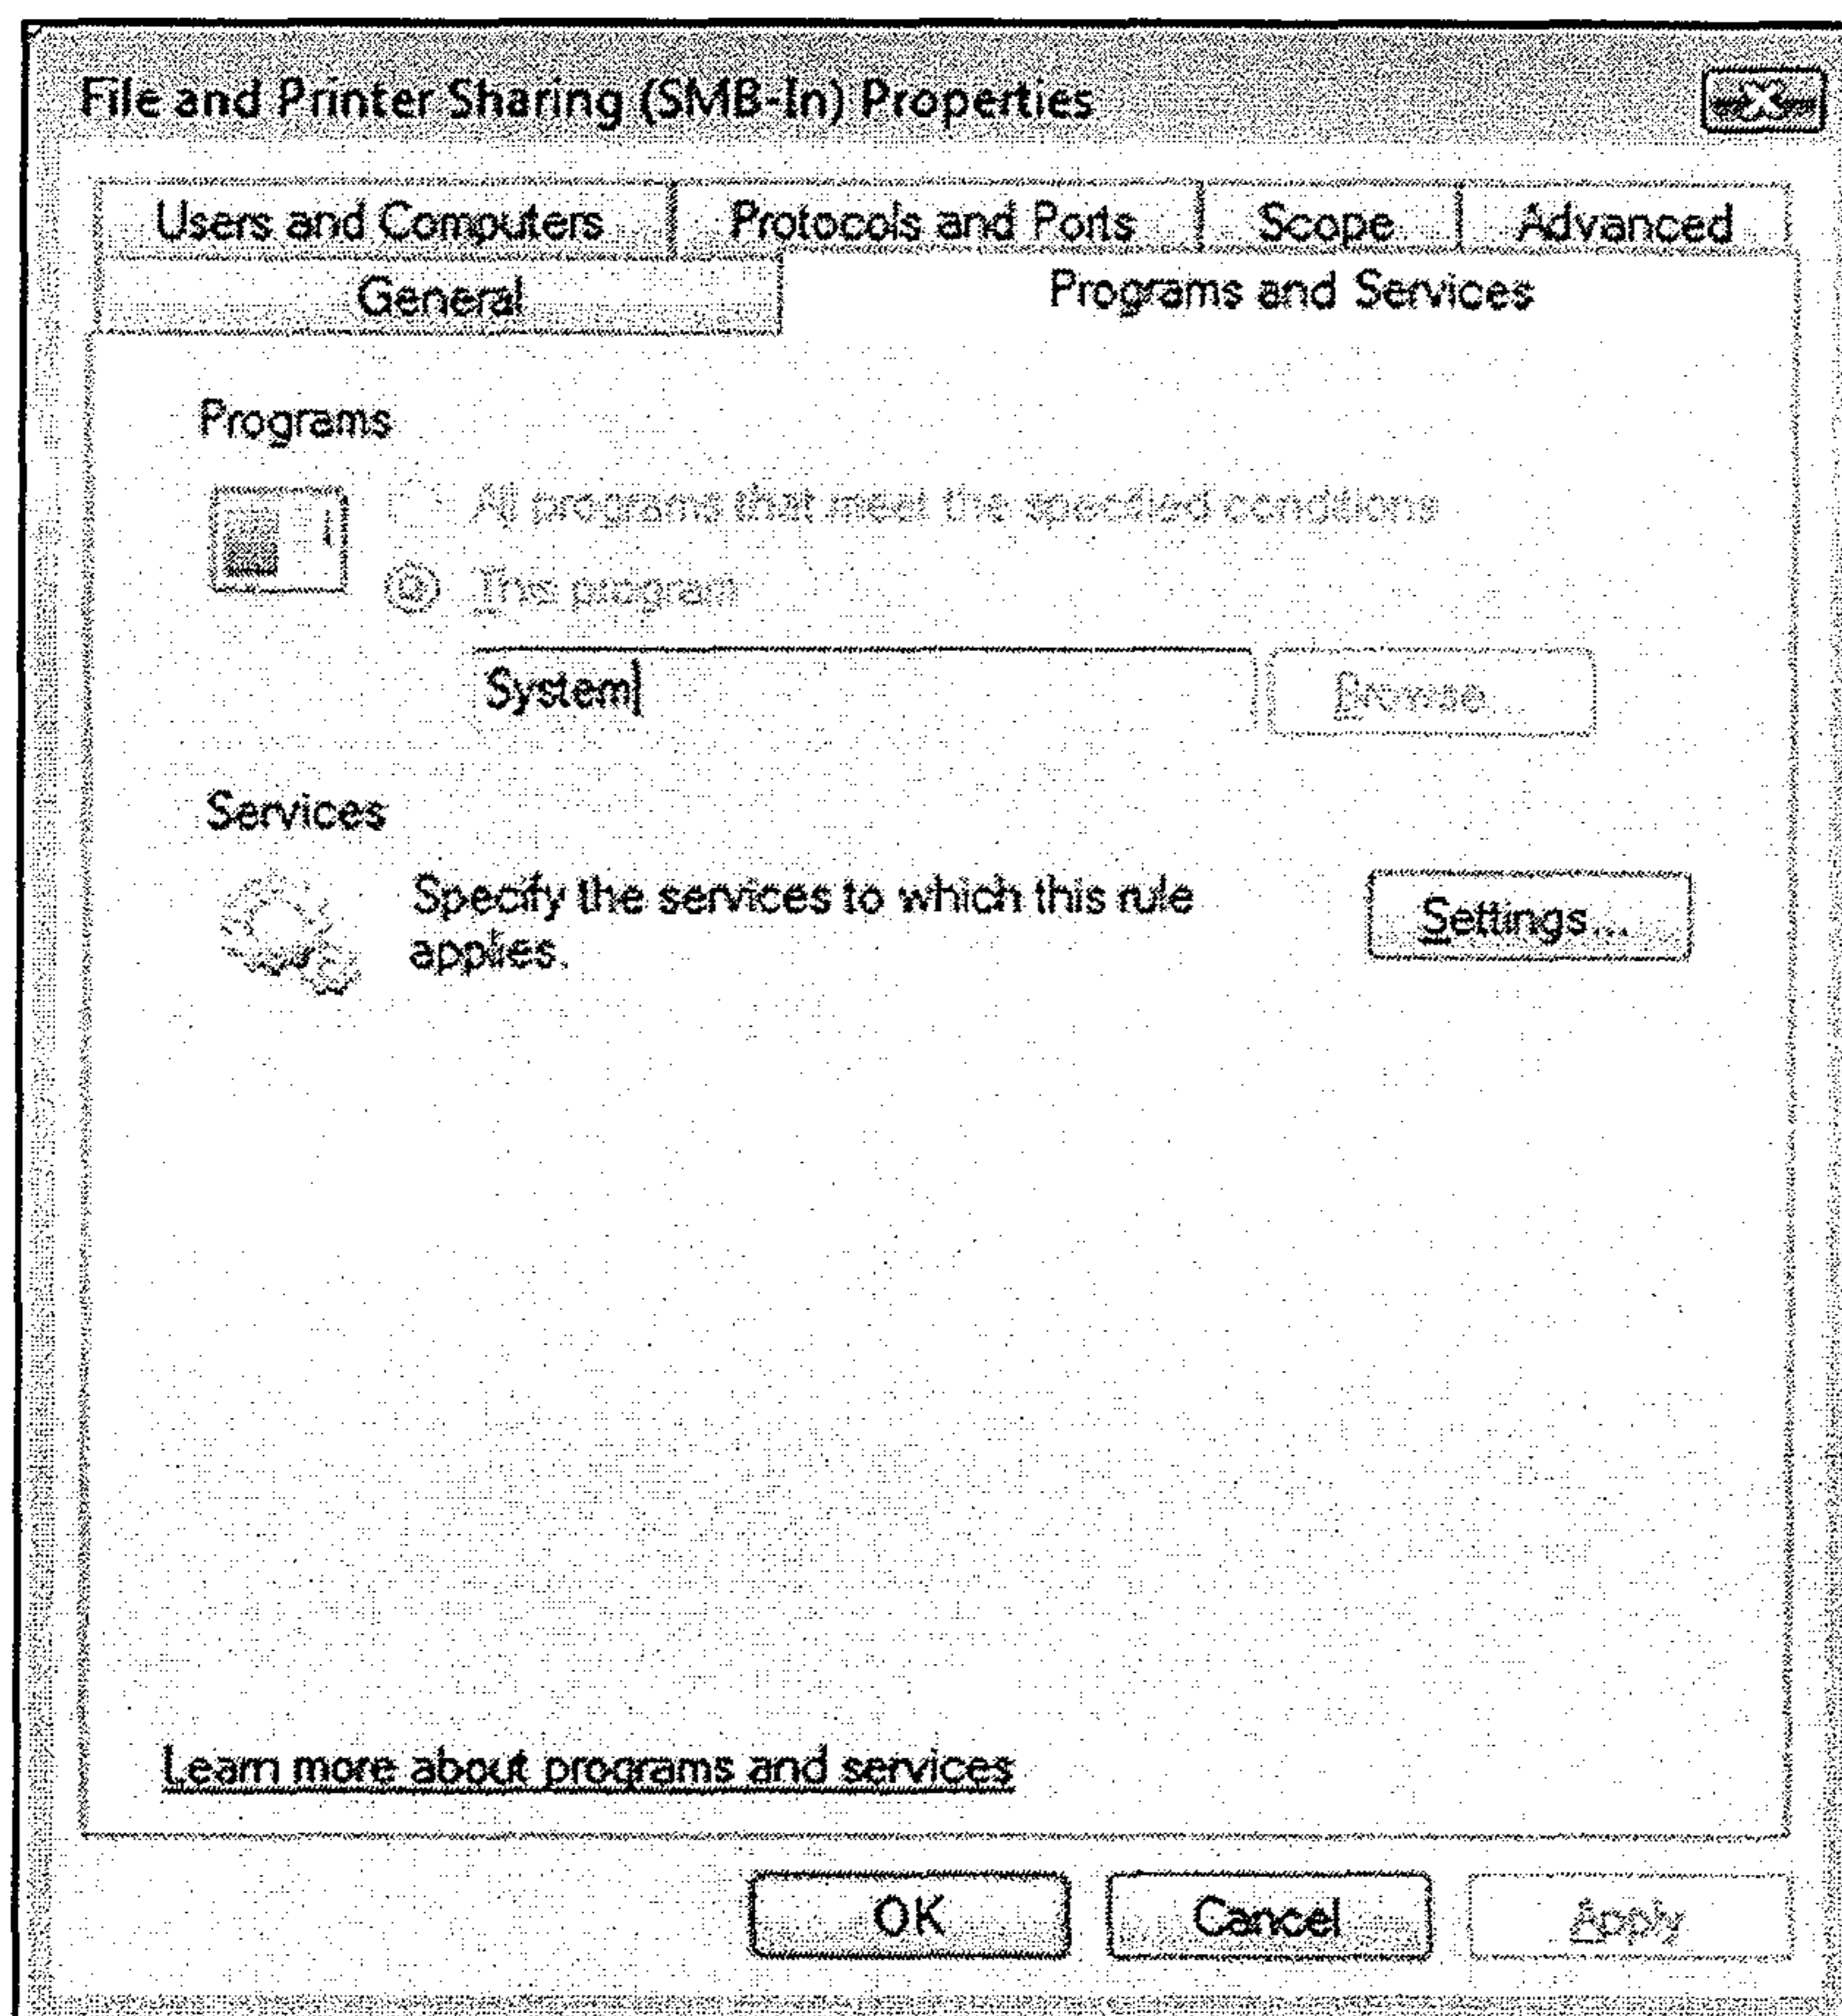 File and Printer Sharing (SMB-In) Properties
Users and Computers Protocols and Ports Scope Advanced
General Programs and Services
Programs
All programs that meet the specified conditions
This program
System
Browse...
Services
Specify the services to which this rule
applies.
Settings...
Learn more about programs and services
OK Cancel Apply